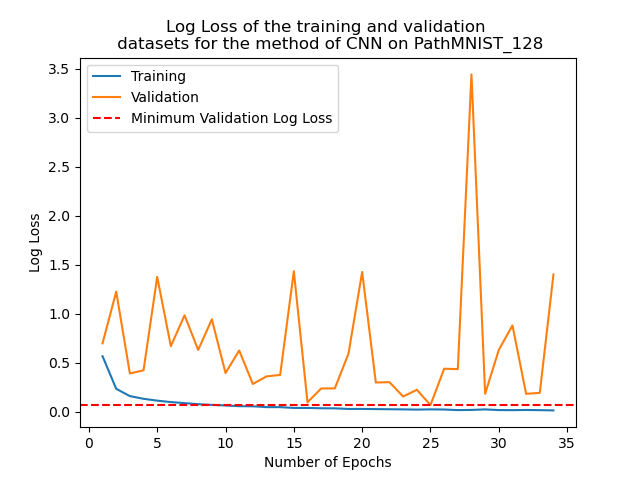 Log Loss of the training and validation
datasets for the method of CNN on PathMNIST_128
Training
Validation
Minimum Validation Log Loss
Log Loss
3.5
3.0
2.5
2.0
1.5
1.0
0.5
0.0
0 5 10 15 20 25 30 35
Number of Epochs